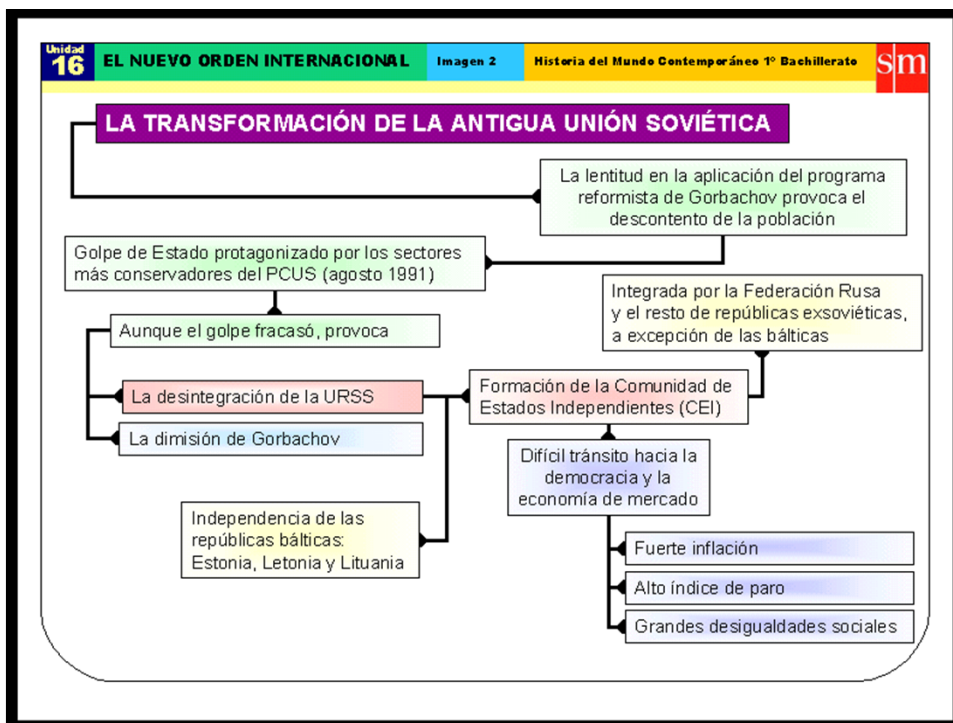 Unidad
16
EL NUEVO ORDEN INTERNACIONAL
Imagen 2
Historia del Mundo Contemporáneo 1º Bachillerato
sm
LA TRANSFORMACIÓN DE LA ANTIGUA UNIÓN SOVIÉTICA
La lentitud en la aplicación del programa
reformista de Gorbachov provoca el
descontento de la población
Golpe de Estado protagonizado por los sectores
más conservadores del PCUS (agosto 1991)
Aunque el golpe fracasó, provoca
La desintegración de la URSS
La dimisión de Gorbachov
Integrada por la Federación Rusa
y el resto de repúblicas exsoviéticas,
a excepción de las bálticas
Formación de la Comunidad de
Estados Independientes (CEI)
Independencia de las
repúblicas bálticas:
Estonia, Letonia y Lituania
Difícil tránsito hacia la
democracia y la
economía de mercado
Fuerte inflación
Alto índice de paro
Grandes desigualdades sociales